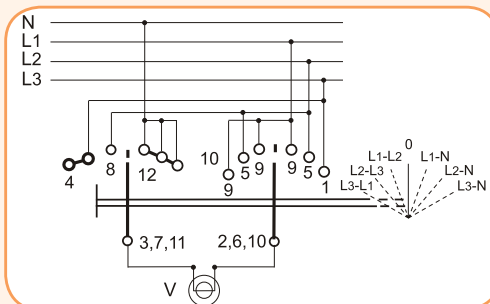 N
L1
L2
L3
0
L1-L2
L1-N
L2-L3
L2-N
L3-L1
L3-N
4
8
12
10
9
5
9
9
5
1
3,7,11
2,6,10
V